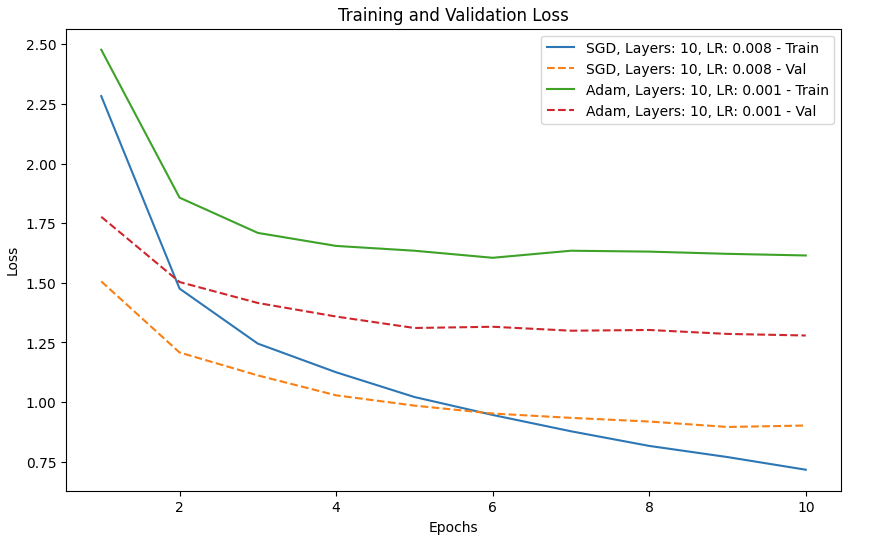 Training and Validation Loss
SGD, Layers: 10, LR: 0.008 - Train
SGD, Layers: 10, LR: 0.008 - Val
Adam, Layers: 10, LR: 0.001 - Train
Adam, Layers: 10, LR: 0.001 - Val
2.50
2.25
2.00
1.75
1.50
1.25
1.00
0.75
Loss
2 4 6 8 10
Epochs